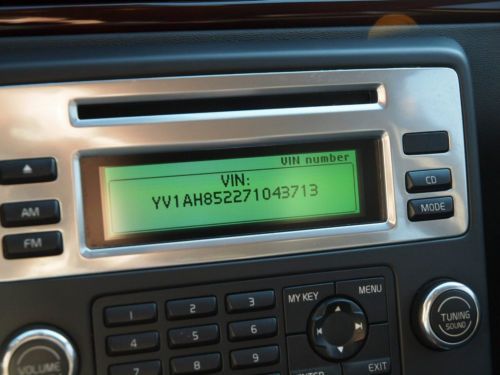 VIN number
VIN:
YV1AH852271043713
CD
AM
MODE
FM
1 2 3
MY KEY MENU
4 5 6
7 8 9
EXIT
ENTER
VOLUME
TUNING
SOUND